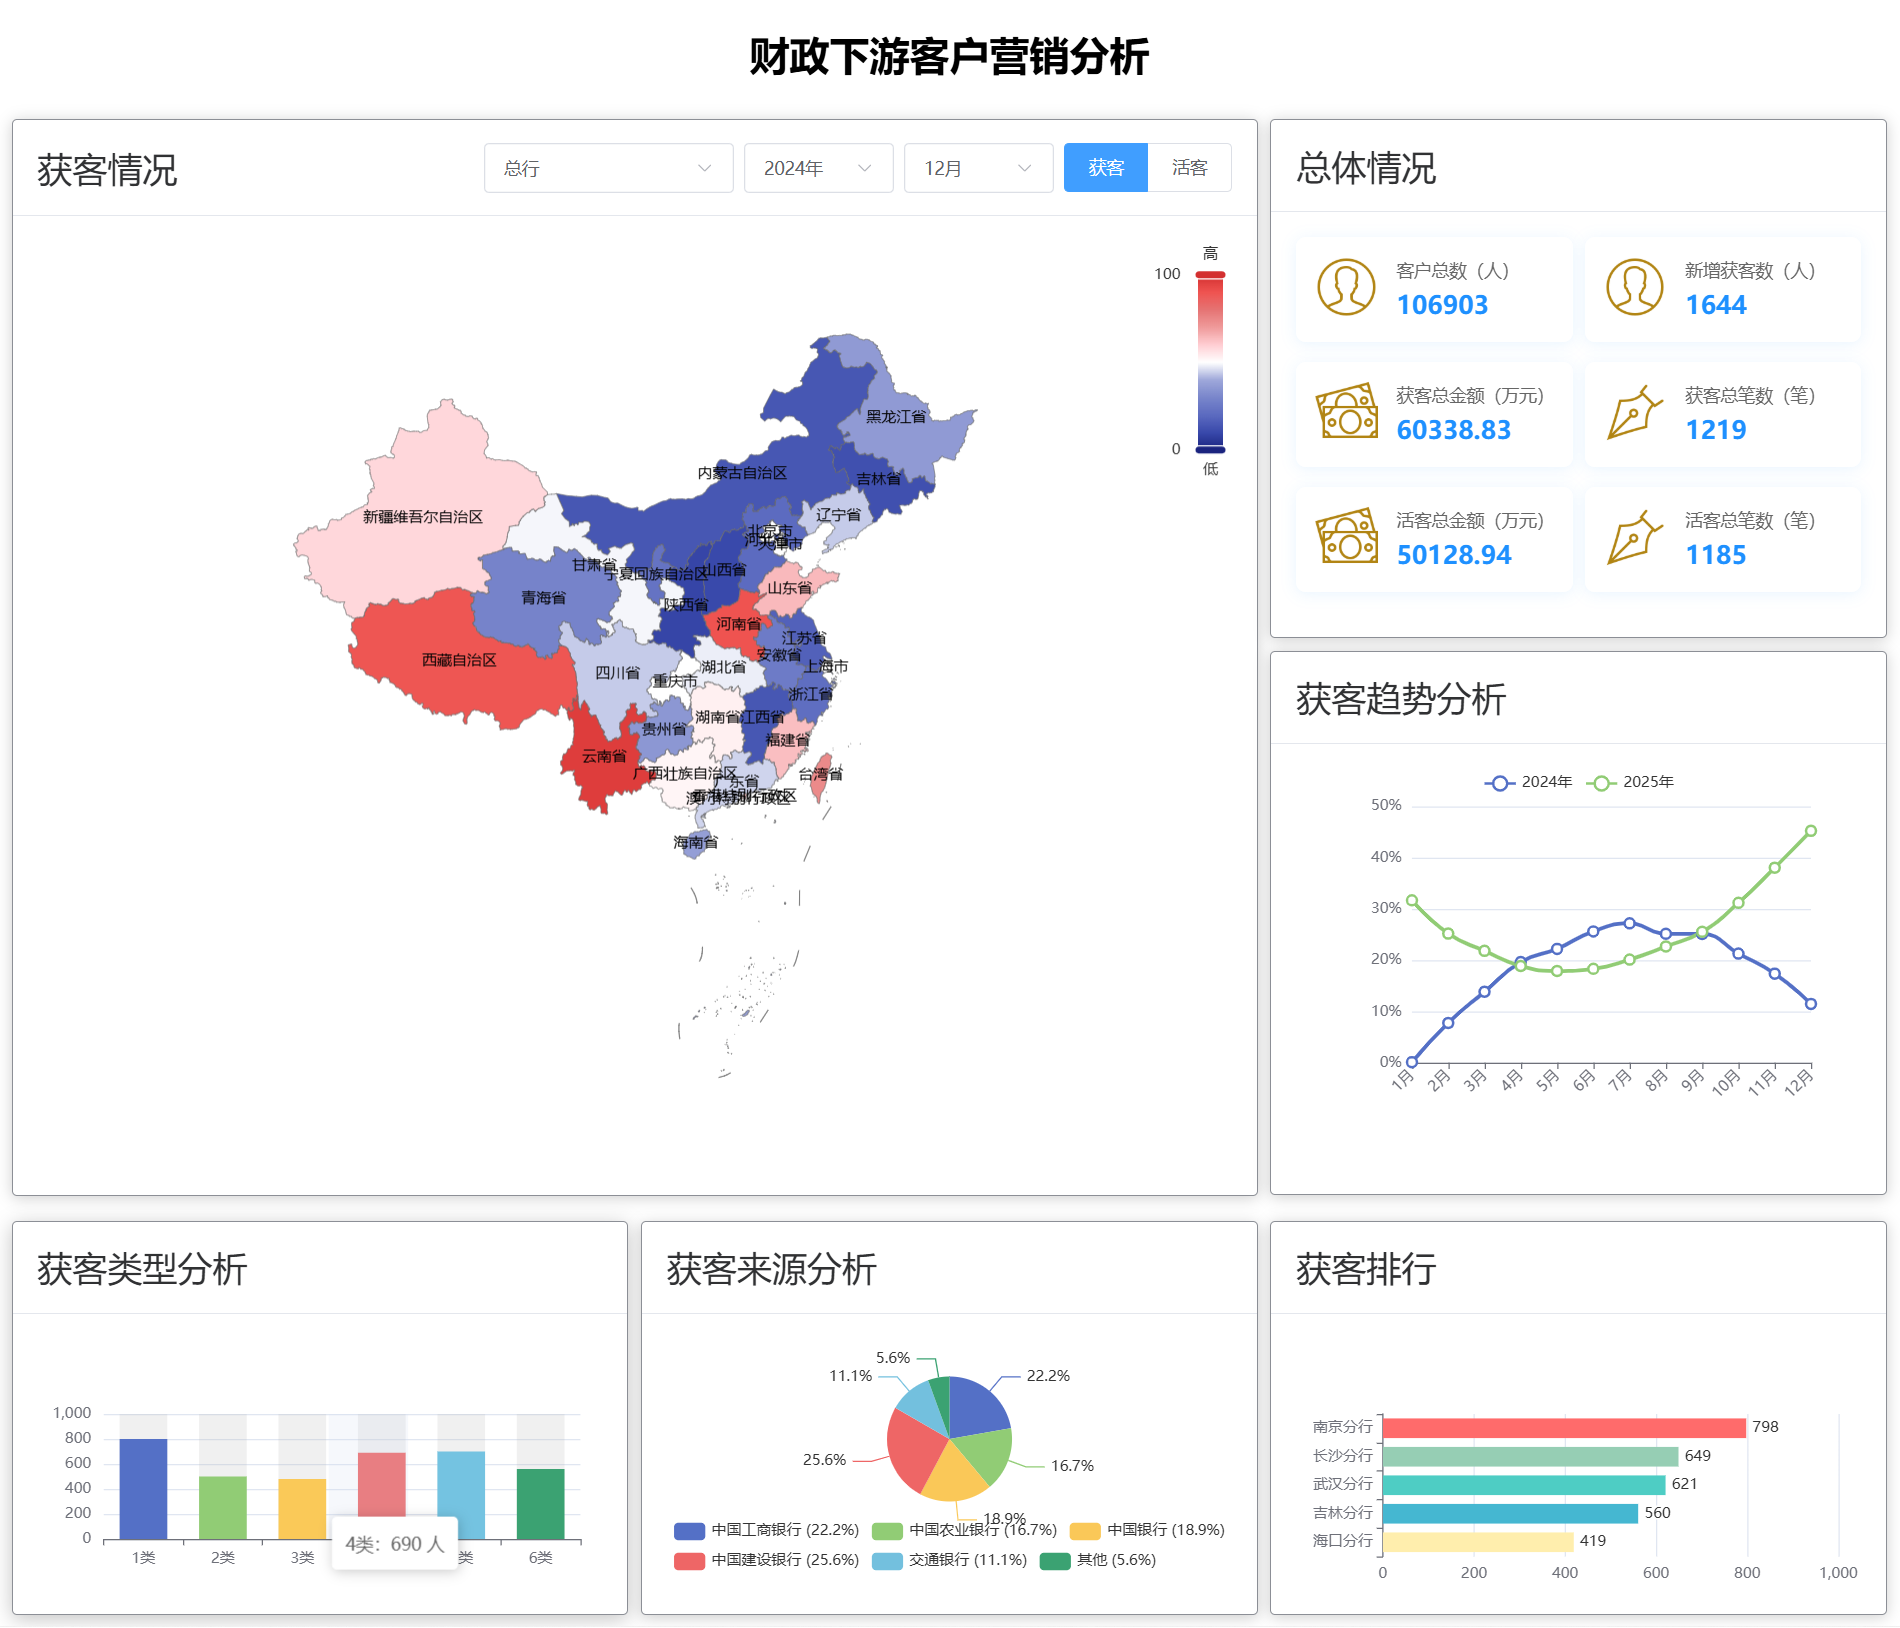 财政下游客户营销分析
获客情况
总行
2024年
12月
获客
活客
高
100
0
低
黑龙江省
内蒙古自治区
吉林省
新疆维吾尔自治区
辽宁省
北京市
河北省
天津市
甘肃省
宁夏回族自治区
山西省
山东省
青海省
陕西省
河南省
江苏省
安徽省
西藏自治区
四川省
湖北省
上海市
重庆市
浙江省
湖南省
江西省
贵州省
福建省
云南省
广西壮族自治区
广东省
台湾省
香港特别行政区
澳门特别行政区
海南省
总体情况
客户总数（人）
106903
新增获客数（人）
1644
获客总金额（万元）
60338.83
获客总笔数（笔）
1219
活客总金额（万元）
50128.94
活客总笔数（笔）
1185
获客趋势分析
2024年 2025年
50%
40%
30%
20%
10%
0%
1月 2月 3月 4月 5月 6月 7月 8月 9月 10月 11月 12月
获客类型分析
1,000
800
600
400
200
0
1类 2类 3类 类 6类
4类：690 人
获客来源分析
5.6%
11.1%
22.2%
25.6%
16.7%
18.9%
中国工商银行 (22.2%) 中国农业银行 (16.7%) 中国银行 (18.9%)
中国建设银行 (25.6%) 交通银行 (11.1%) 其他 (5.6%)
获客排行
南京分行 798
长沙分行 649
武汉分行 621
吉林分行 560
海口分行 419
0 200 400 600 800 1,000